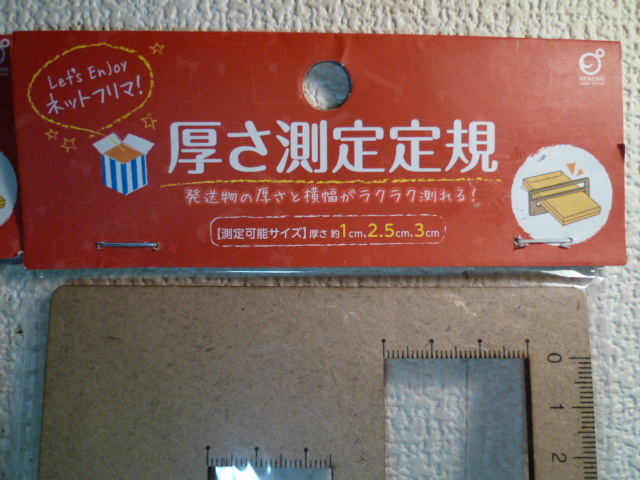 Let's Enjoy
ネットフリマ!
OKAZAKI
厚さ測定定規
発送物の厚さと横幅がラクラク測れる!
【測定可能サイズ】厚さ 約1cm、2.5cm、3cm
0
1
2